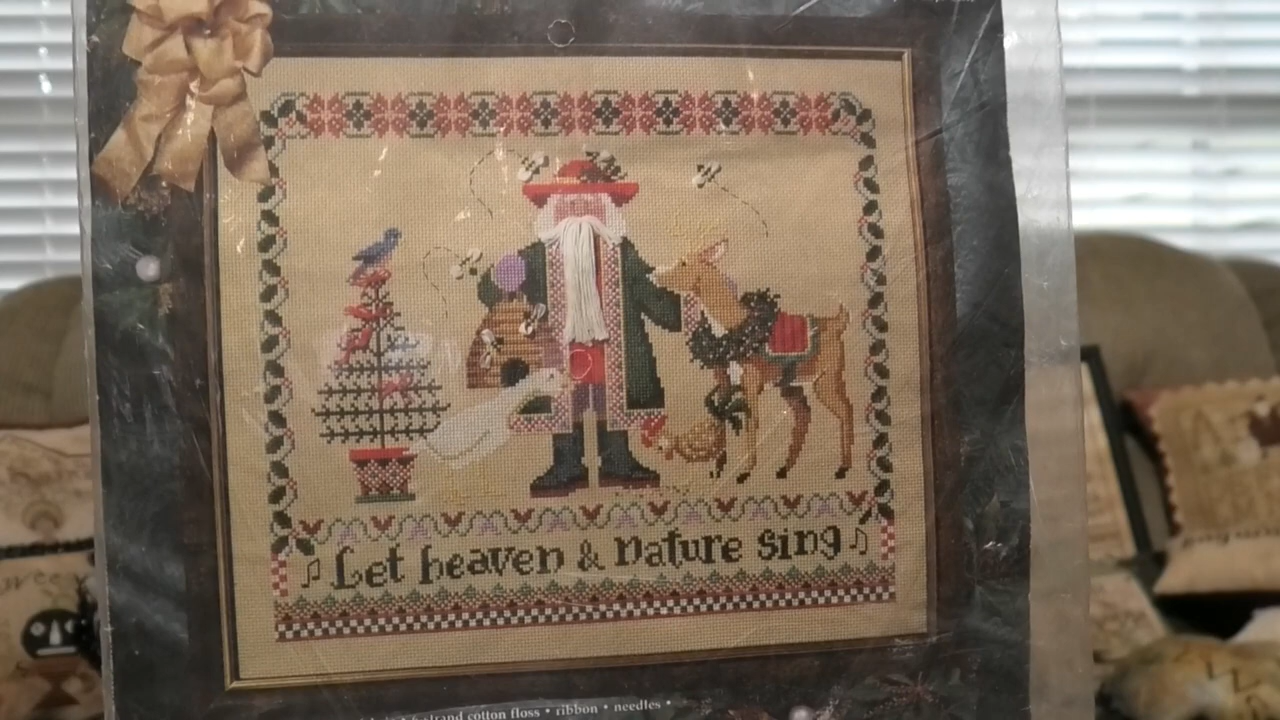 Let heaven & nature sing
strand cotton floss • ribbon • needles •